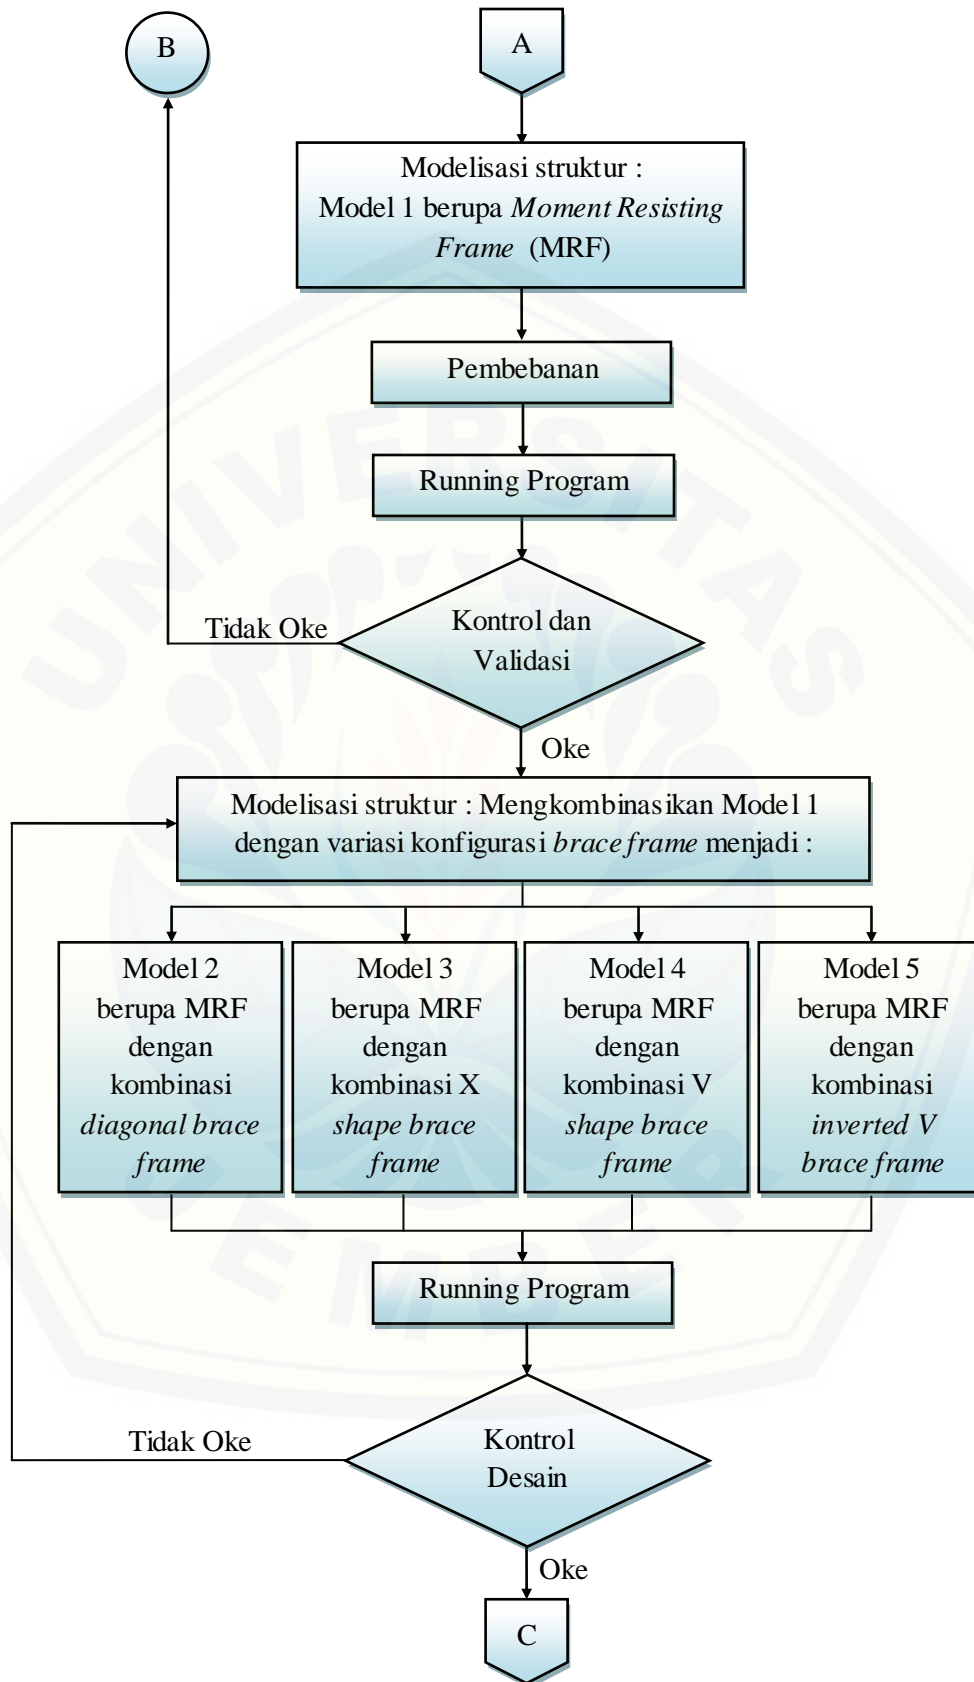 B
A
Modelisasi struktur :
Model 1 berupa Moment Resisting
Frame (MRF)
Pembebanan
Running Program
Kontrol dan
Validasi
Tidak Oke
Oke
Modelisasi struktur : Mengkombinasikan Model 1
dengan variasi konfigurasi brace frame menjadi :
Model 2
berupa MRF
dengan
kombinasi
diagonal brace
frame
Model 3
berupa MRF
dengan
kombinasi X
shape brace
frame
Model 4
berupa MRF
dengan
kombinasi V
shape brace
frame
Model 5
berupa MRF
dengan
kombinasi
inverted V
brace frame
Running Program
Kontrol
Desain
Tidak Oke
Oke
C
UNIVERSITAS
JEMBER